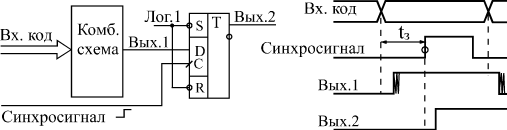 Вх. код
Комб.
схема
Вых.1
Лог.1
S
T
D
C
R
Вых.2
Синхросигнал
Вх. код
tз
Синхросигнал
Вых.1
Вых.2